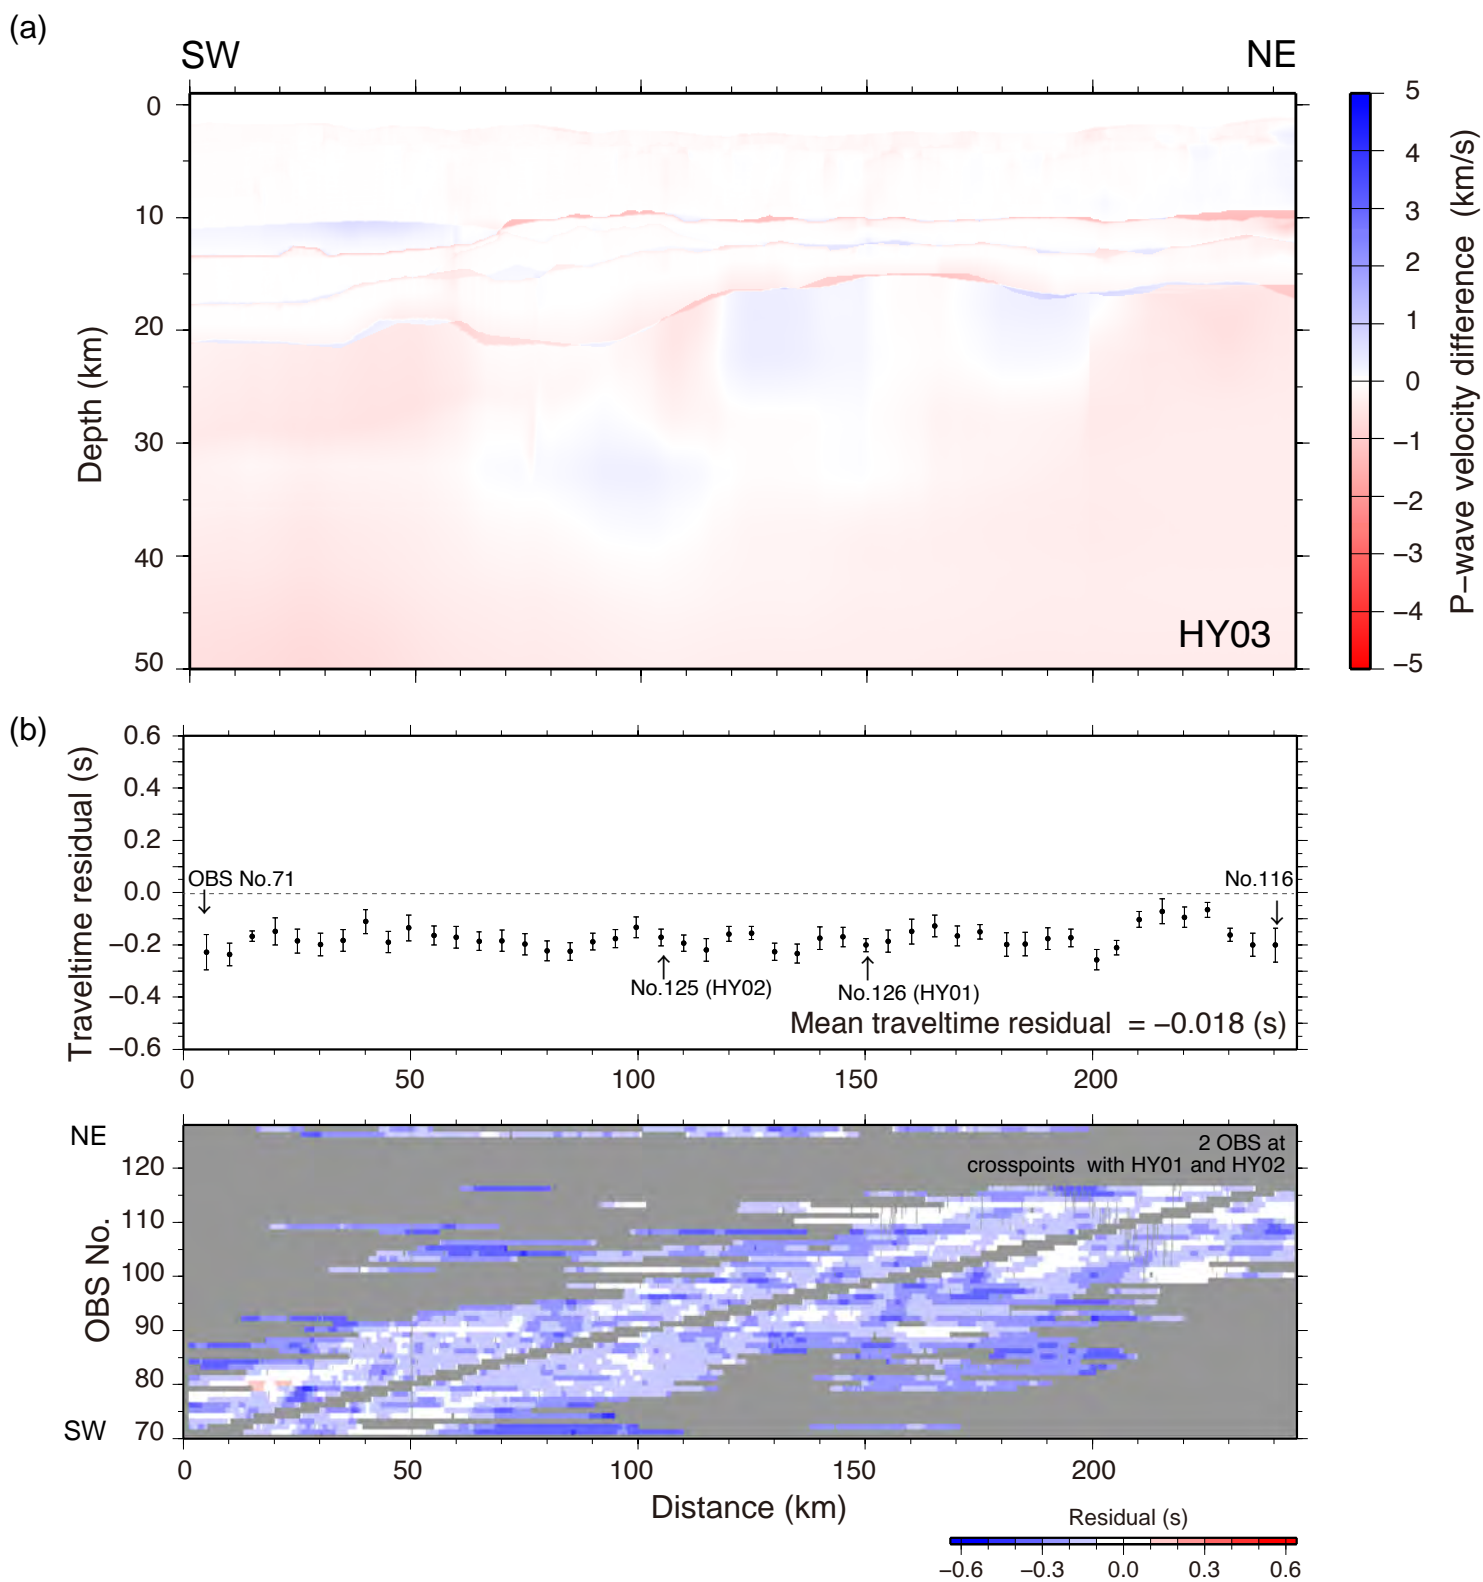 (a)
SW
NE
0
10
20
30
40
50
Depth (km)
HY03
5
4
3
2
1
0
−1
−2
−3
−4
−5
P−wave velocity difference (km/s)
(b)
0.6
0.4
0.2
0.0
−0.2
−0.4
−0.6
Traveltime residual (s)
OBS No.71
No.116
No.125 (HY02)
No.126 (HY01)
Mean traveltime residual = −0.018 (s)
0
50
100
150
200
NE
2 OBS at
crosspoints with HY01 and HY02
120
110
100
90
80
70
OBS No.
SW
0
50
100
150
200
Distance (km)
Residual (s)
−0.6
−0.3
0.0
0.3
0.6